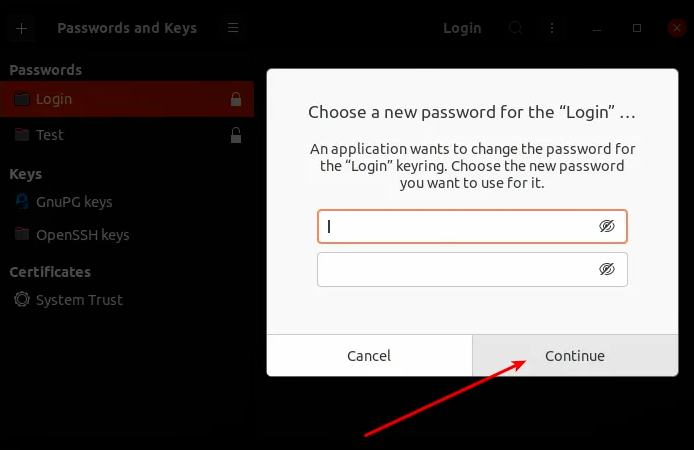 Passwords and Keys
Login
Passwords
Login
Test
Keys
GnuPG keys
OpenSSH keys
Certificates
System Trust
Choose a new password for the “Login” …
An application wants to change the password for
the “Login” keyring. Choose the new password
you want to use for it.
Cancel
Continue